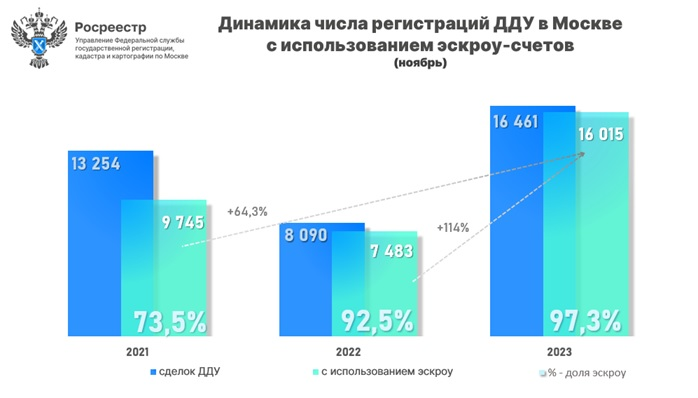 Росреестр
Управление Федеральной службы
государственной регистрации,
кадастра и картографии по Москве
Динамика числа регистраций ДДУ в Москве
с использованием эскроу-счетов
(ноябрь)
13 254
9 745
73,5%
+64,3%
8 090
7 483
92,5%
+114%
16 461
16 015
97,3%
2021
2022
2023
сделок ДДУ
с использованием эскроу
% - доля эскроу